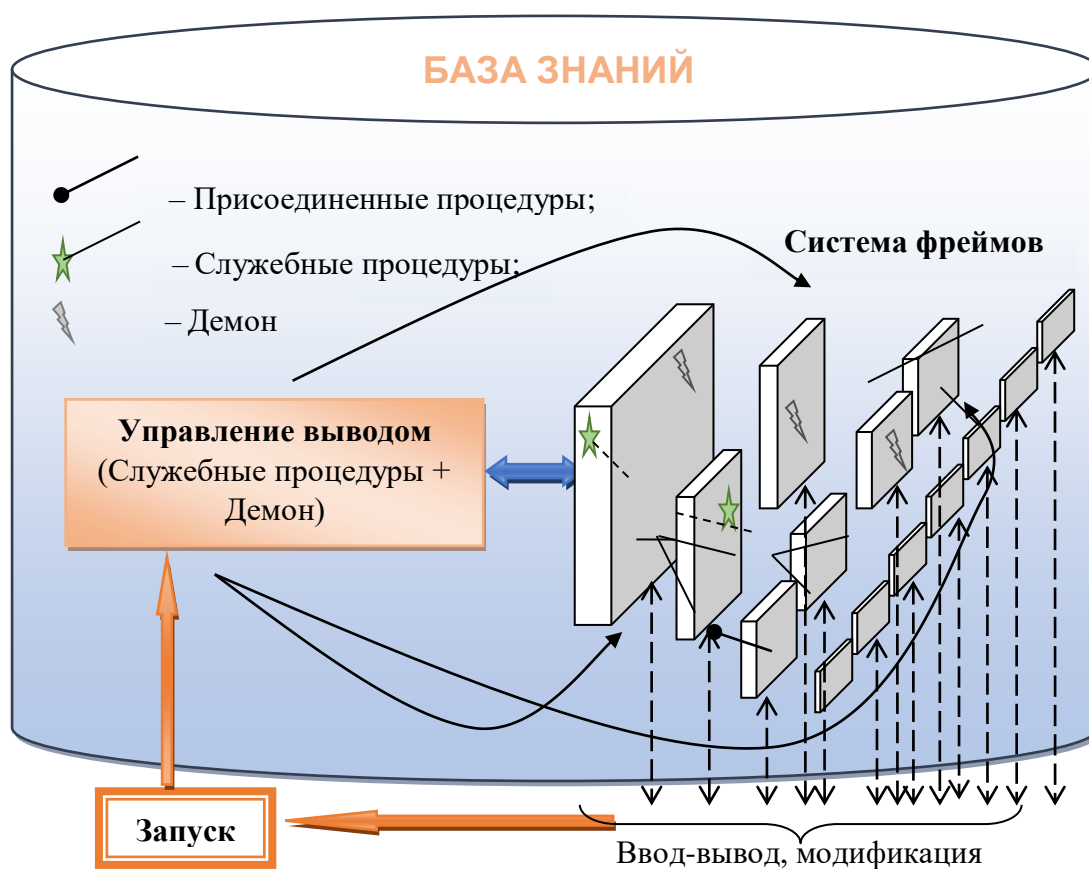 БАЗА ЗНАНИЙ
– Присоединенные процедуры;
– Служебные процедуры;
– Демон
Система фреймов
Управление выводом
(Служебные процедуры +
Демон)
Запуск
Ввод-вывод, модификация